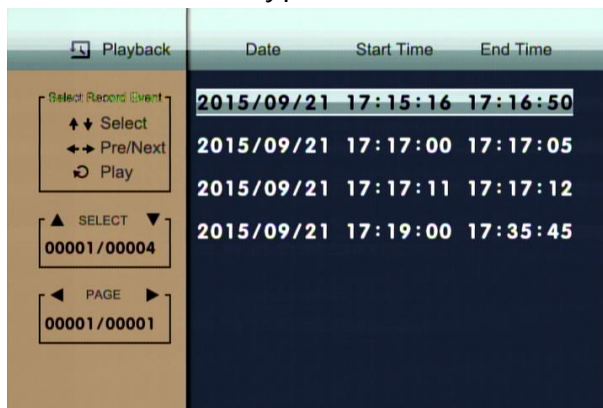 Playback Date Start Time End Time
Select Record Event
Select
Pre/Next
Play
SELECT
00001/00004
PAGE
00001/00001
2015/09/21 17:15:16 17:16:50
2015/09/21 17:17:00 17:17:05
2015/09/21 17:17:11 17:17:12
2015/09/21 17:19:00 17:35:45